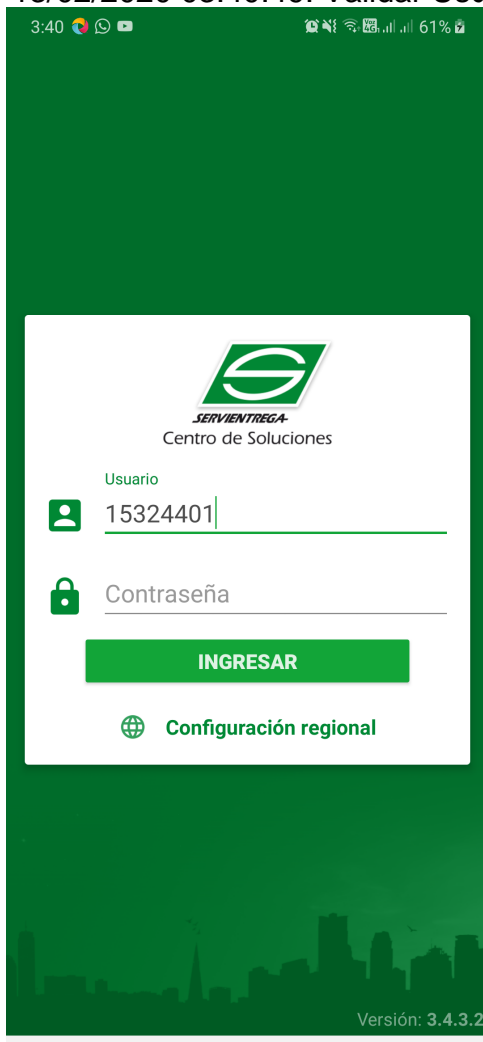 3:40 61%
SERVIENTREGA
Centro de Soluciones
Usuario
15324401
Contraseña
INGRESAR
Configuración regional
Versión: 3.4.3.2